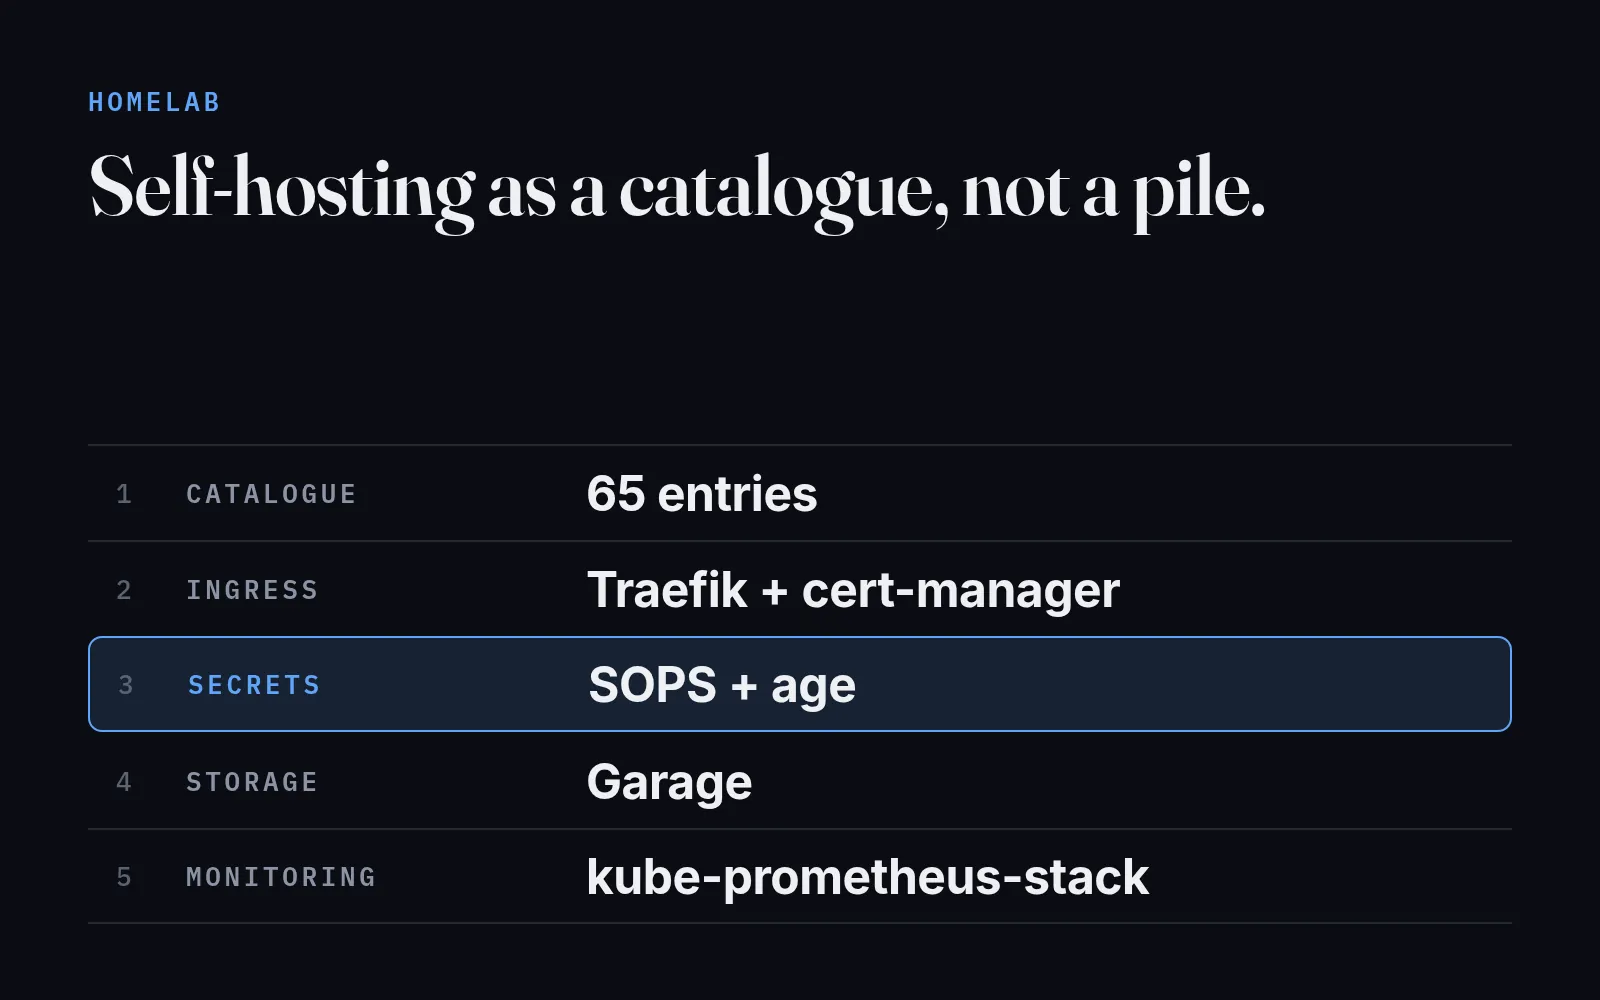 HOMELAB
Self-hosting as a catalogue, not a pile.
1 CATALOGUE 65 entries
2 INGRESS Traefik + cert-manager
3 SECRETS SOPS + age
4 STORAGE Garage
5 MONITORING kube-prometheus-stack